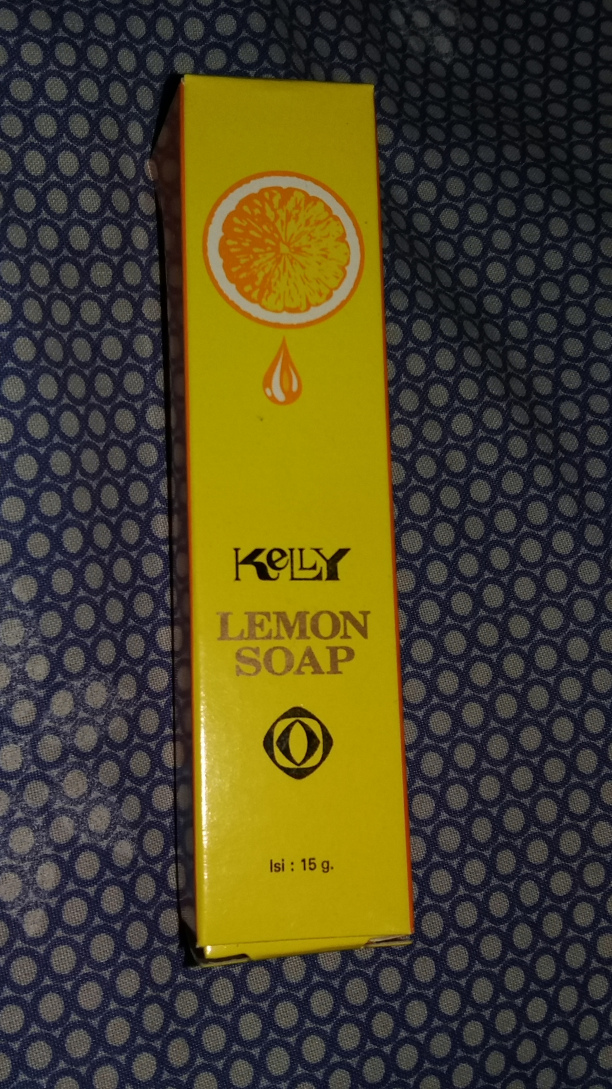 KeLLY
LEMON
SOAP
Isi : 15 g.